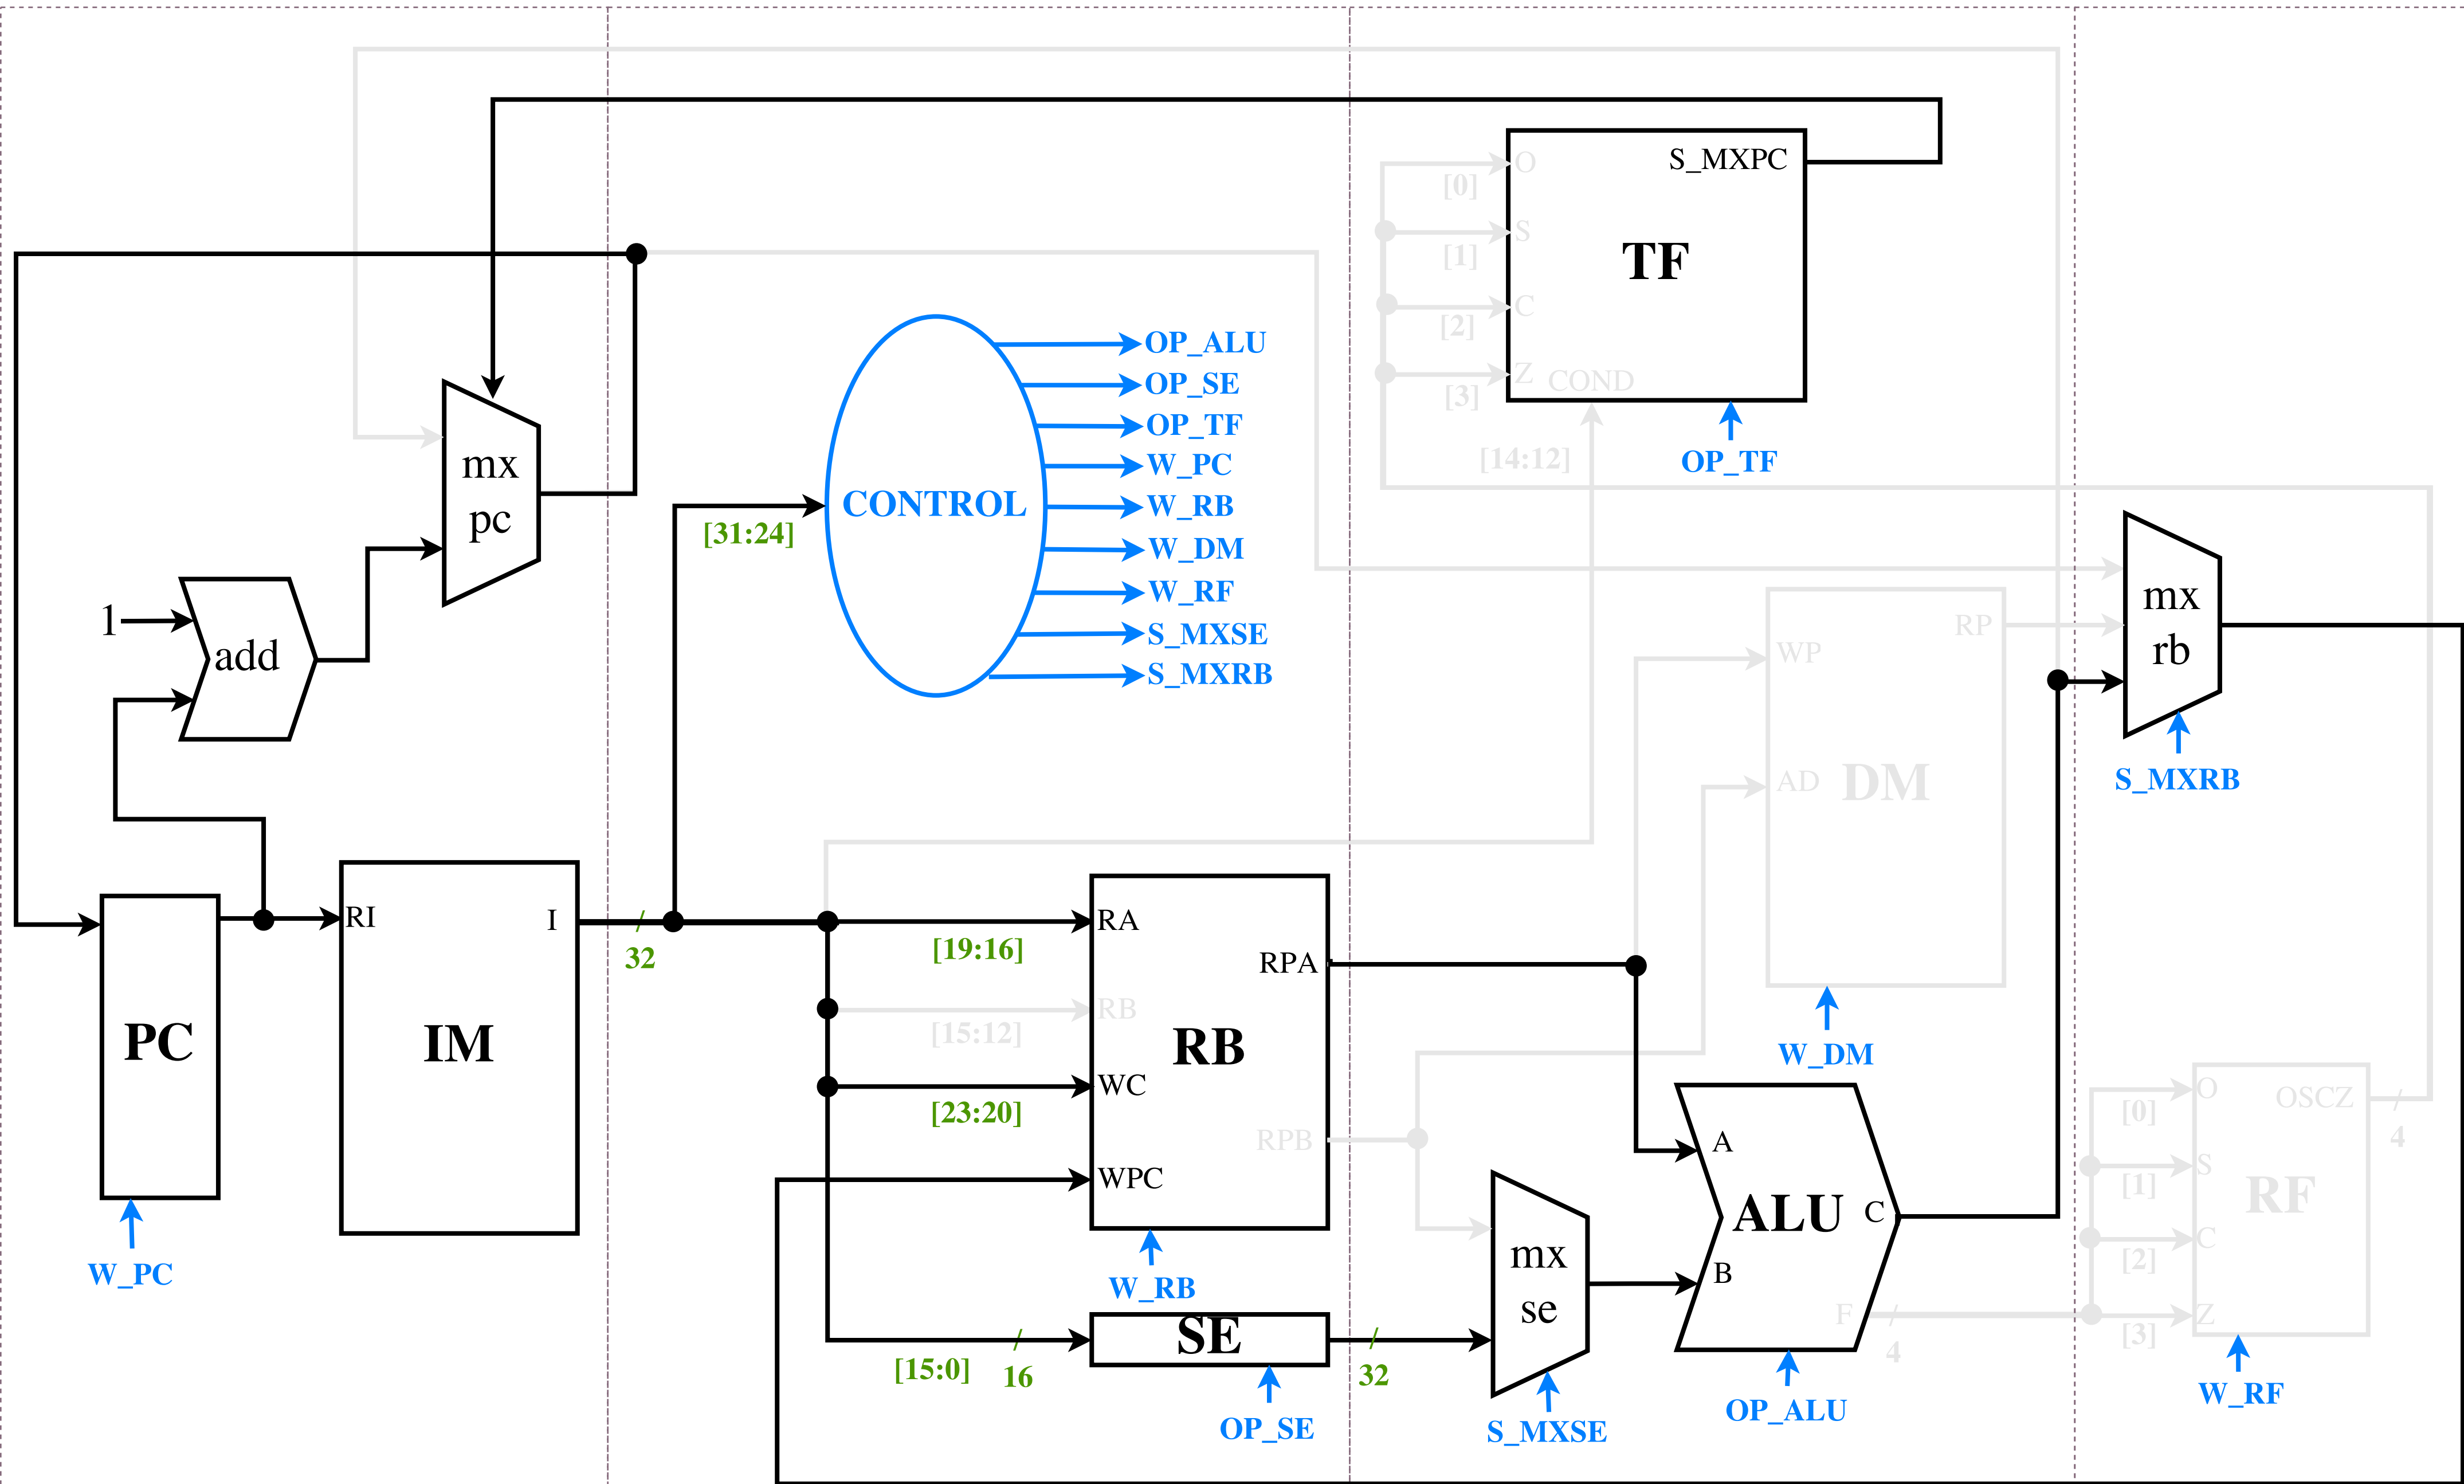 O
S_MXPC
[0]
S
[1]
TF
C
[2]
Z
COND
[3]
[14:12]
OP_TF
OP_ALU
OP_SE
OP_TF
W_PC
W_RB
W_DM
W_RF
S_MXSE
S_MXRB
CONTROL
[31:24]
mx
pc
1
add
mx
rb
S_MXRB
RP
WP
AD
DM
W_DM
RI
I
PC
IM
W_PC
32
RA
[19:16]
RPA
RB
[15:12]
RB
WC
[23:20]
RPB
WPC
W_RB
SE
[15:0]
16
32
OP_SE
mx
se
S_MXSE
A
ALU
C
B
F
4
OP_ALU
O
OSCZ
[0]
4
S
[1]
RF
C
[2]
Z
[3]
W_RF